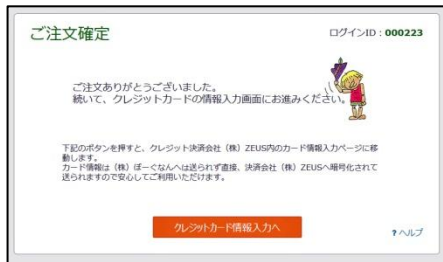 ご注文確定
ログインID：000223
ご注文ありがとうございました。
続いて、クレジットカードの情報入力画面にお進みください。
下記のボタンを押すと、クレジット決済会社（株）ZEUS内のカード情報入力ページに移
動します。
カード情報は（株）ぼーぐなんへは送られず直接、決済会社（株）ZEUSへ暗号化されて
送られますので安心してご利用いただけます。
クレジットカード情報入力へ
? ヘルプ